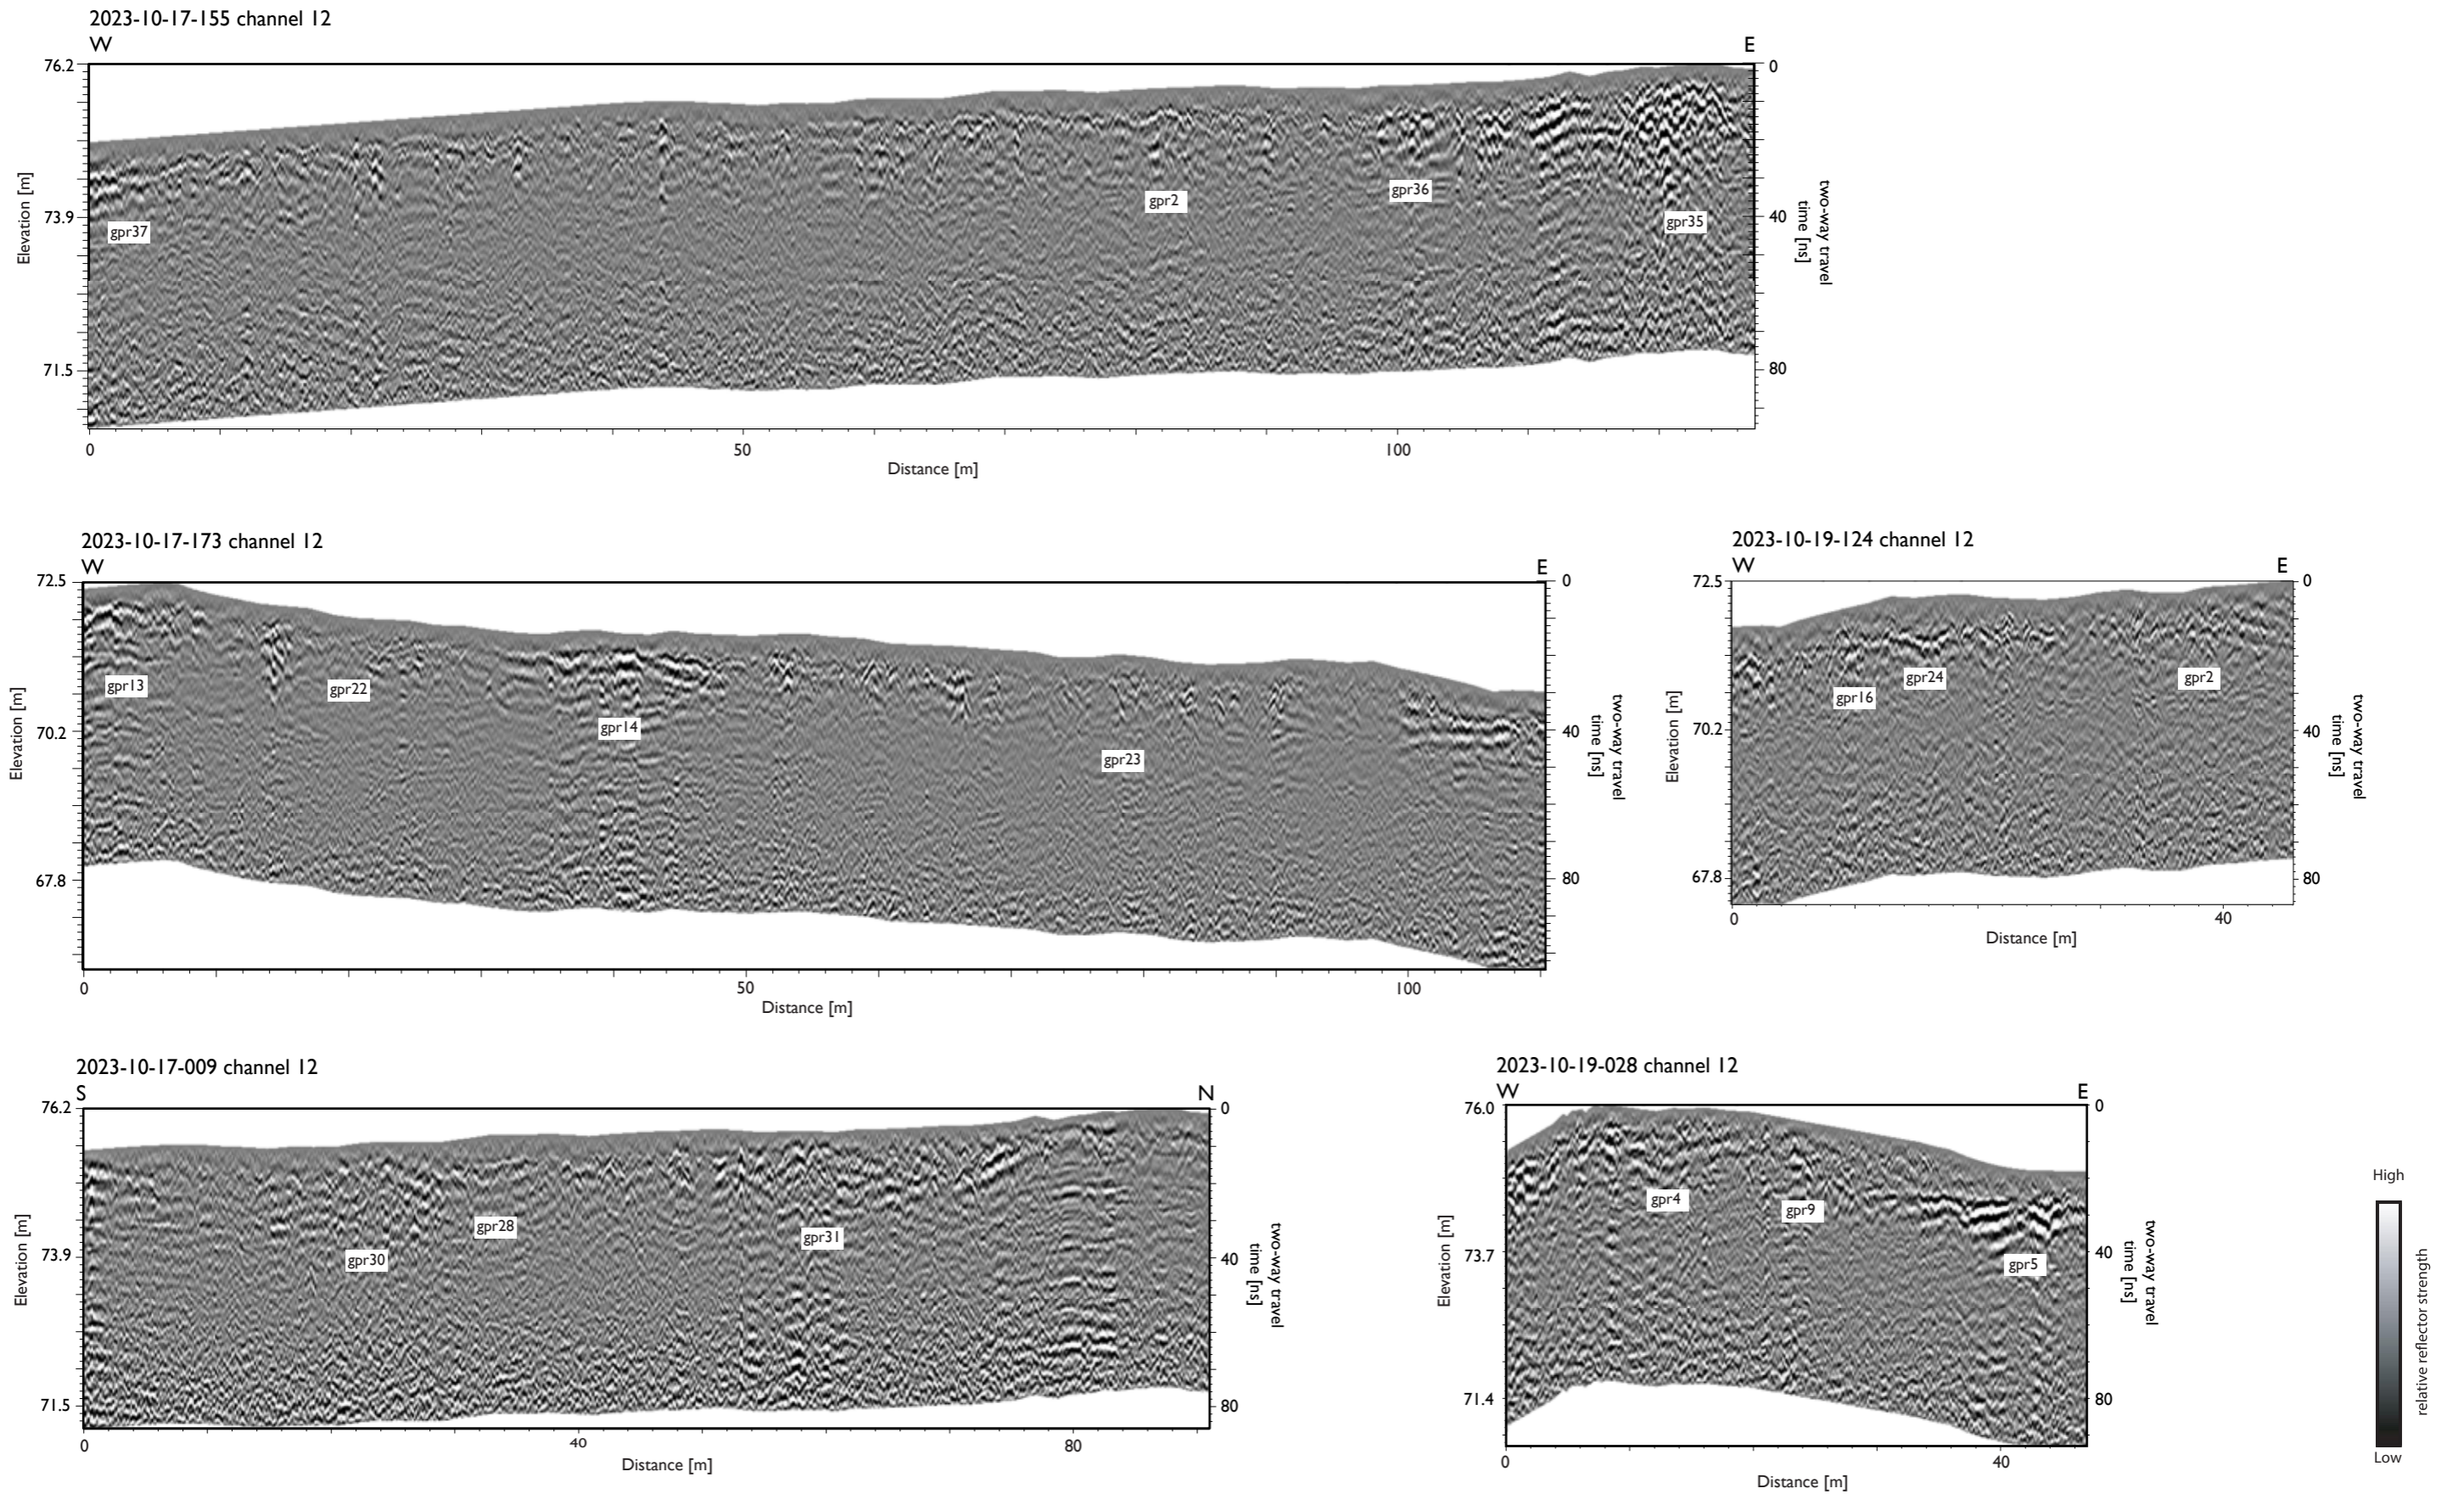 2023-10-17-155 channel 12
W E
76.2 0
73.9 40
71.5 80
Elevation [m]
two-way travel
time [ns]
gpr37
gpr2
gpr36
gpr35
0 50 100
Distance [m]
2023-10-17-173 channel 12
W E
72.5 0
70.2 40
67.8 80
Elevation [m]
two-way travel
time [ns]
gpr13
gpr22
gpr14
gpr23
0 50 100
Distance [m]
2023-10-19-124 channel 12
W E
72.5 0
70.2 40
67.8 80
Elevation [m]
two-way travel
time [ns]
gpr16
gpr24
gpr2
0 40
Distance [m]
2023-10-17-009 channel 12
S N
76.2 0
73.9 40
71.5 80
Elevation [m]
two-way travel
time [ns]
gpr30
gpr28
gpr31
0 40 80
Distance [m]
2023-10-19-028 channel 12
W E
76.0 0
73.7 40
71.4 80
Elevation [m]
two-way travel
time [ns]
gpr4
gpr9
gpr5
0 40
Distance [m]
High
relative reflector strength
Low